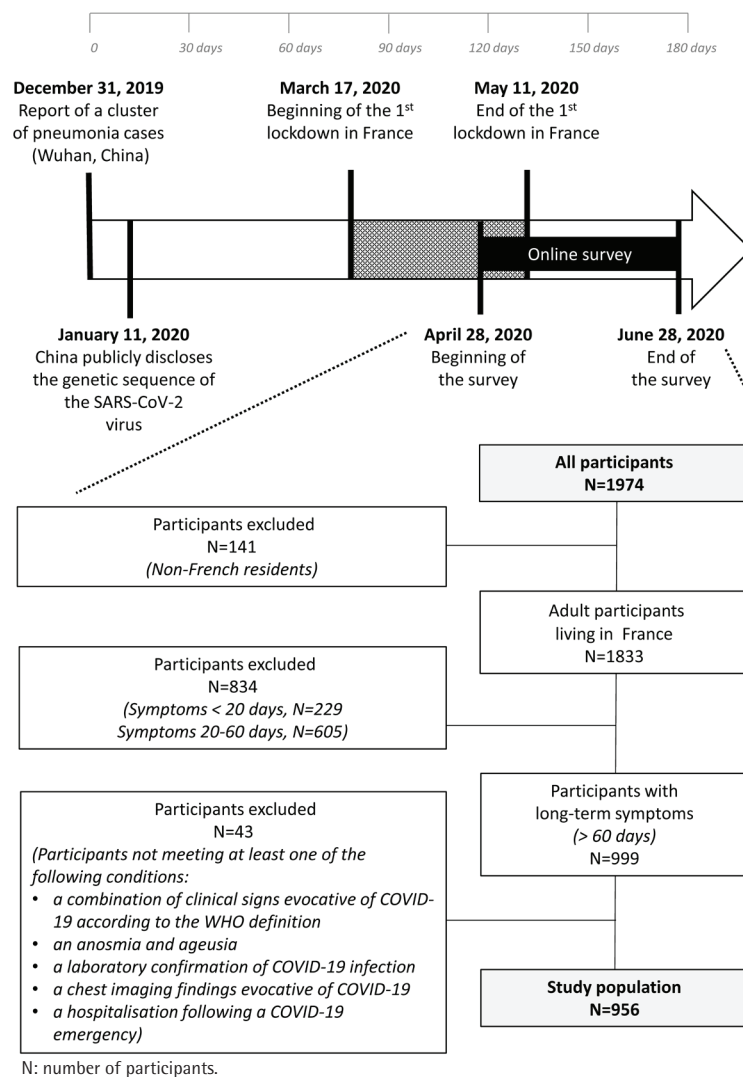 0 30 days 60 days 90 days 120 days 150 days 180 days
December 31, 2019
Report of a cluster
of pneumonia cases
(Wuhan, China)
March 17, 2020
Beginning of the 1st
lockdown in France
May 11, 2020
End of the 1st
lockdown in France
Online survey
January 11, 2020
China publicly discloses
the genetic sequence of
the SARS-CoV-2
virus
April 28, 2020
Beginning of
the survey
June 28, 2020
End of
the survey
All participants
N=1974
Participants excluded
N=141
(Non-French residents)
Adult participants
living in France
N=1833
Participants excluded
N=834
(Symptoms < 20 days, N=229
Symptoms 20-60 days, N=605)
Participants with
long-term symptoms
(> 60 days)
N=999
Participants excluded
N=43
(Participants not meeting at least one of the
following conditions:
• a combination of clinical signs evocative of COVID-
19 according to the WHO definition
• an anosmia and ageusia
• a laboratory confirmation of COVID-19 infection
• a chest imaging findings evocative of COVID-19
• a hospitalisation following a COVID-19
emergency)
Study population
N=956
N: number of participants.